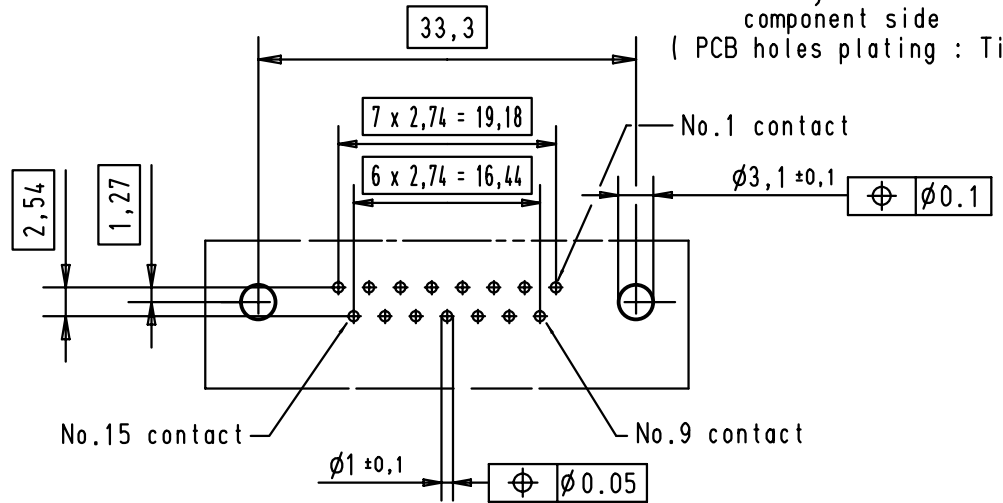 component side
( PCB holes plating : Ti
33,3
7 x 2,74 = 19,18
No.1 contact
6 x 2,74 = 16,44
Ø3,1 ±0,1
⌖ Ø0.1
2,54
1,27
No.15 contact
No.9 contact
Ø1 ±0,1
⌖ Ø0.05